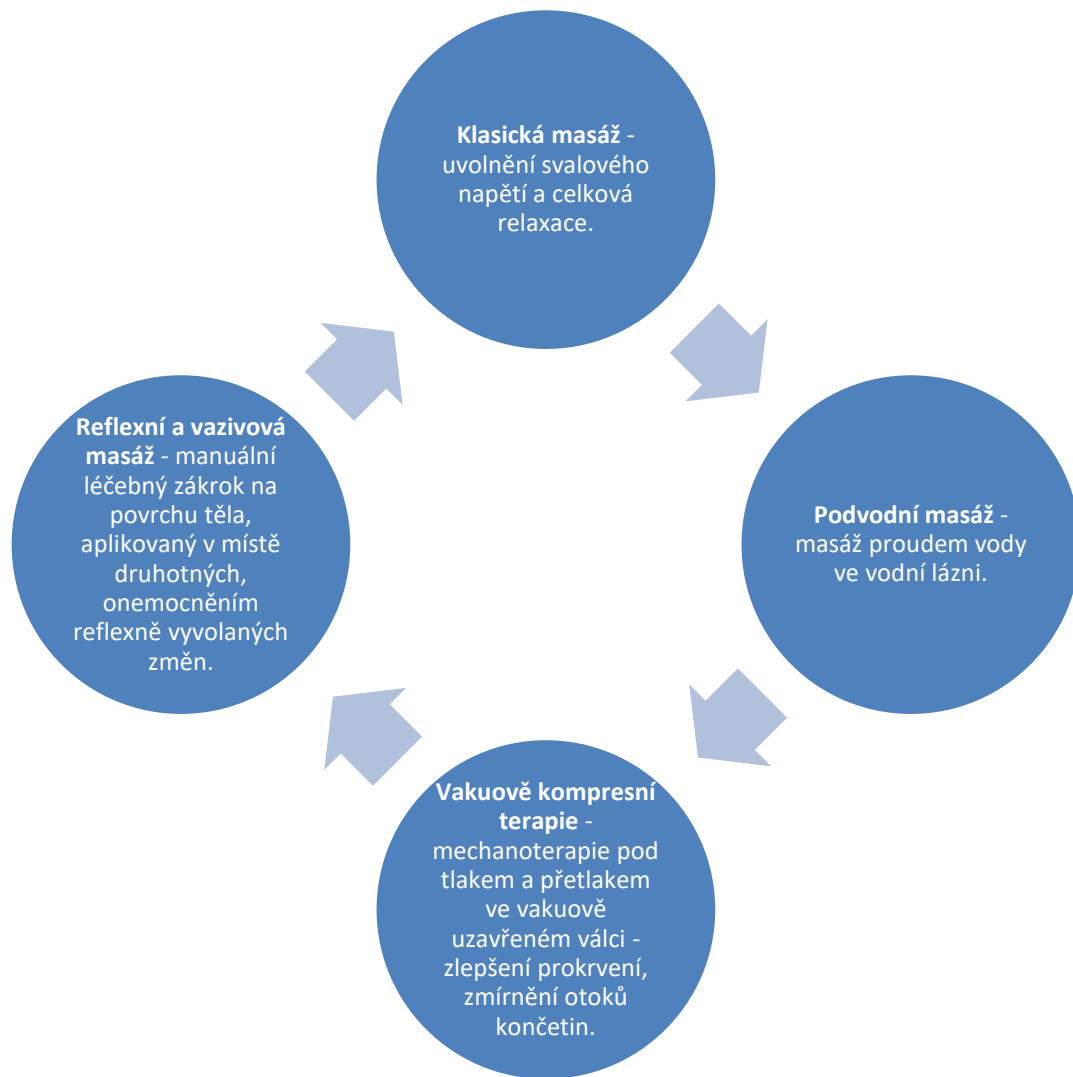 Klasická masáž -
uvolnění svalového
napětí a celková
relaxace.
Podvodní masáž -
masáž proudem vody
ve vodní lázni.
Vakuově kompresní
terapie -
mechanoterapie pod
tlakem a přetlakem
ve vakuově
uzavřeném válci -
zlepšení prokrvení,
zmírnění otoků
končetin.
Reflexní a vazivová
masáž - manuální
léčebný zákrok na
povrchu těla,
aplikovaný v místě
druhotných,
onemocněním
reflexně vyvolaných
změn.